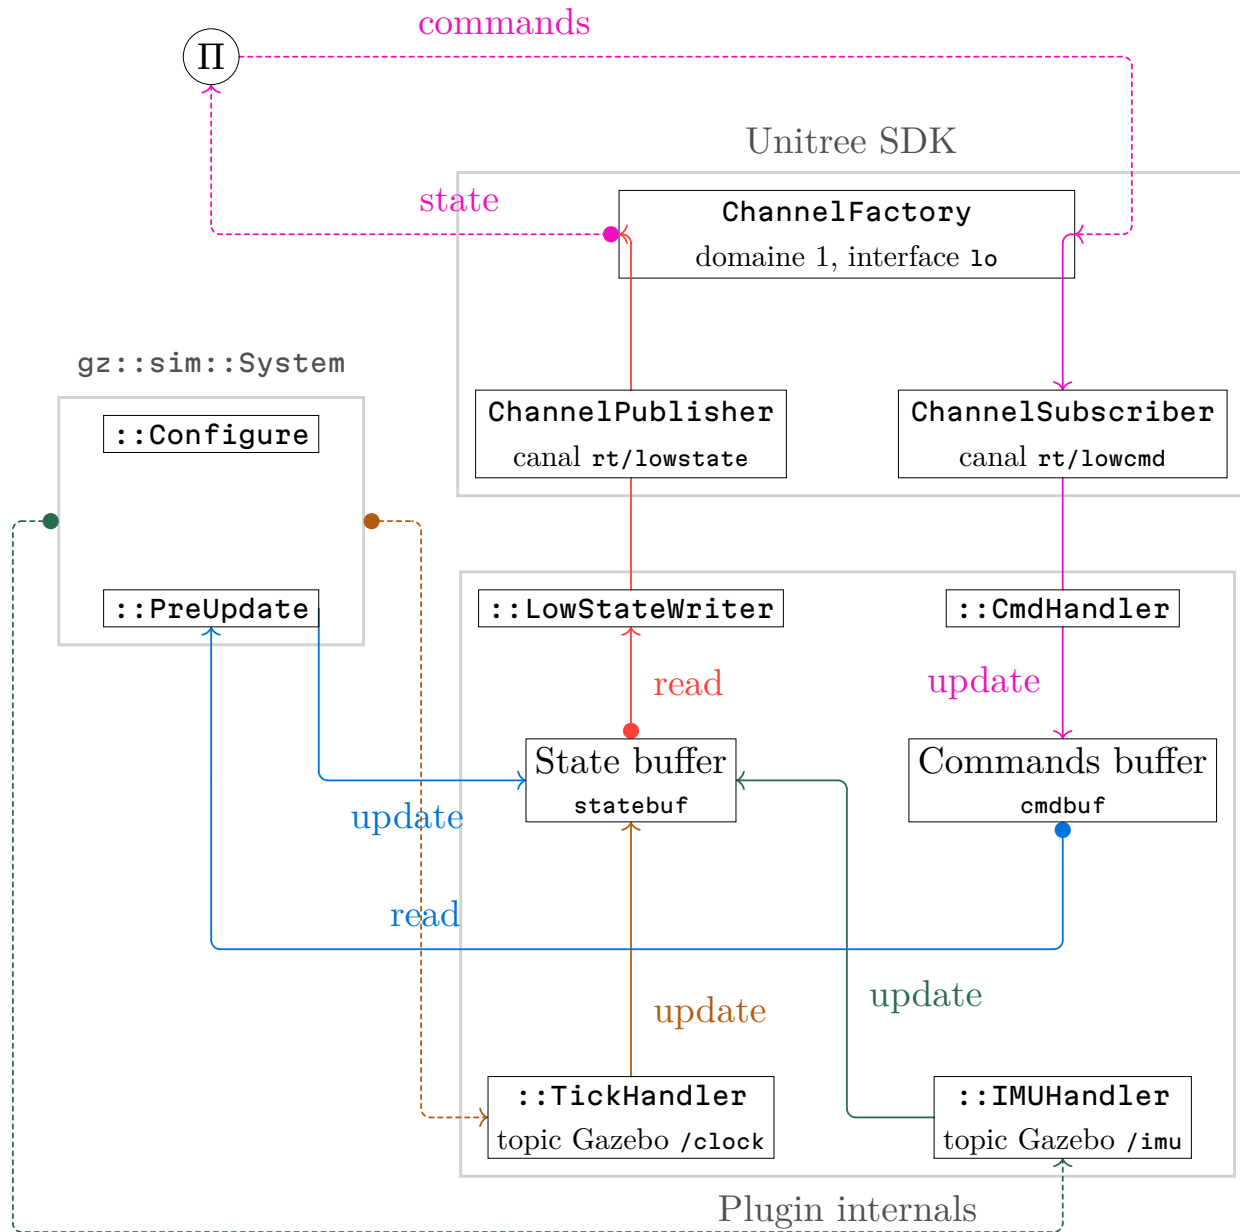 commands
Π
Unitree SDK
state
ChannelFactory
domaine 1, interface lo
gz::sim::System
::Configure
ChannelPublisher
canal rt/lowstate
ChannelSubscriber
canal rt/lowcmd
::PreUpdate
::LowStateWriter
::CmdHandler
read
update
State buffer
statebuf
Commands buffer
cmdbuf
update
read
update
update
::TickHandler
topic Gazebo /clock
::IMUHandler
topic Gazebo /imu
Plugin internals